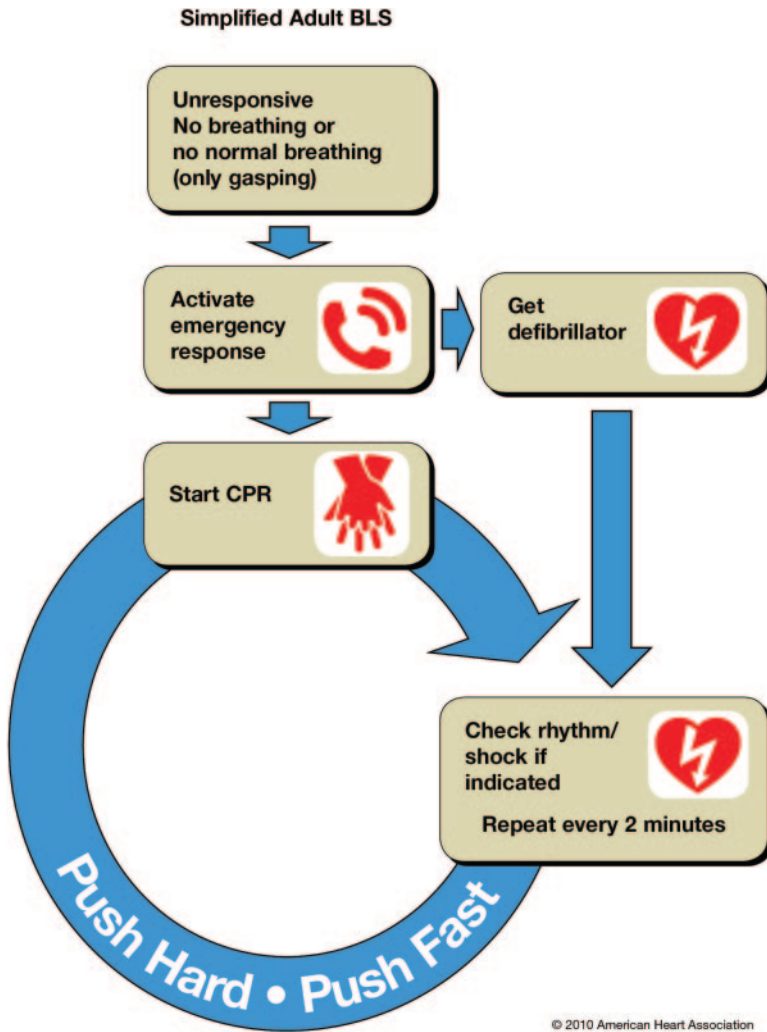 Simplified Adult BLS
Unresponsive
No breathing or
no normal breathing
(only gasping)
Activate
emergency
response
Get
defibrillator
Start CPR
Check rhythm/
shock if
indicated
Repeat every 2 minutes
Push Hard • Push Fast
© 2010 American Heart Association